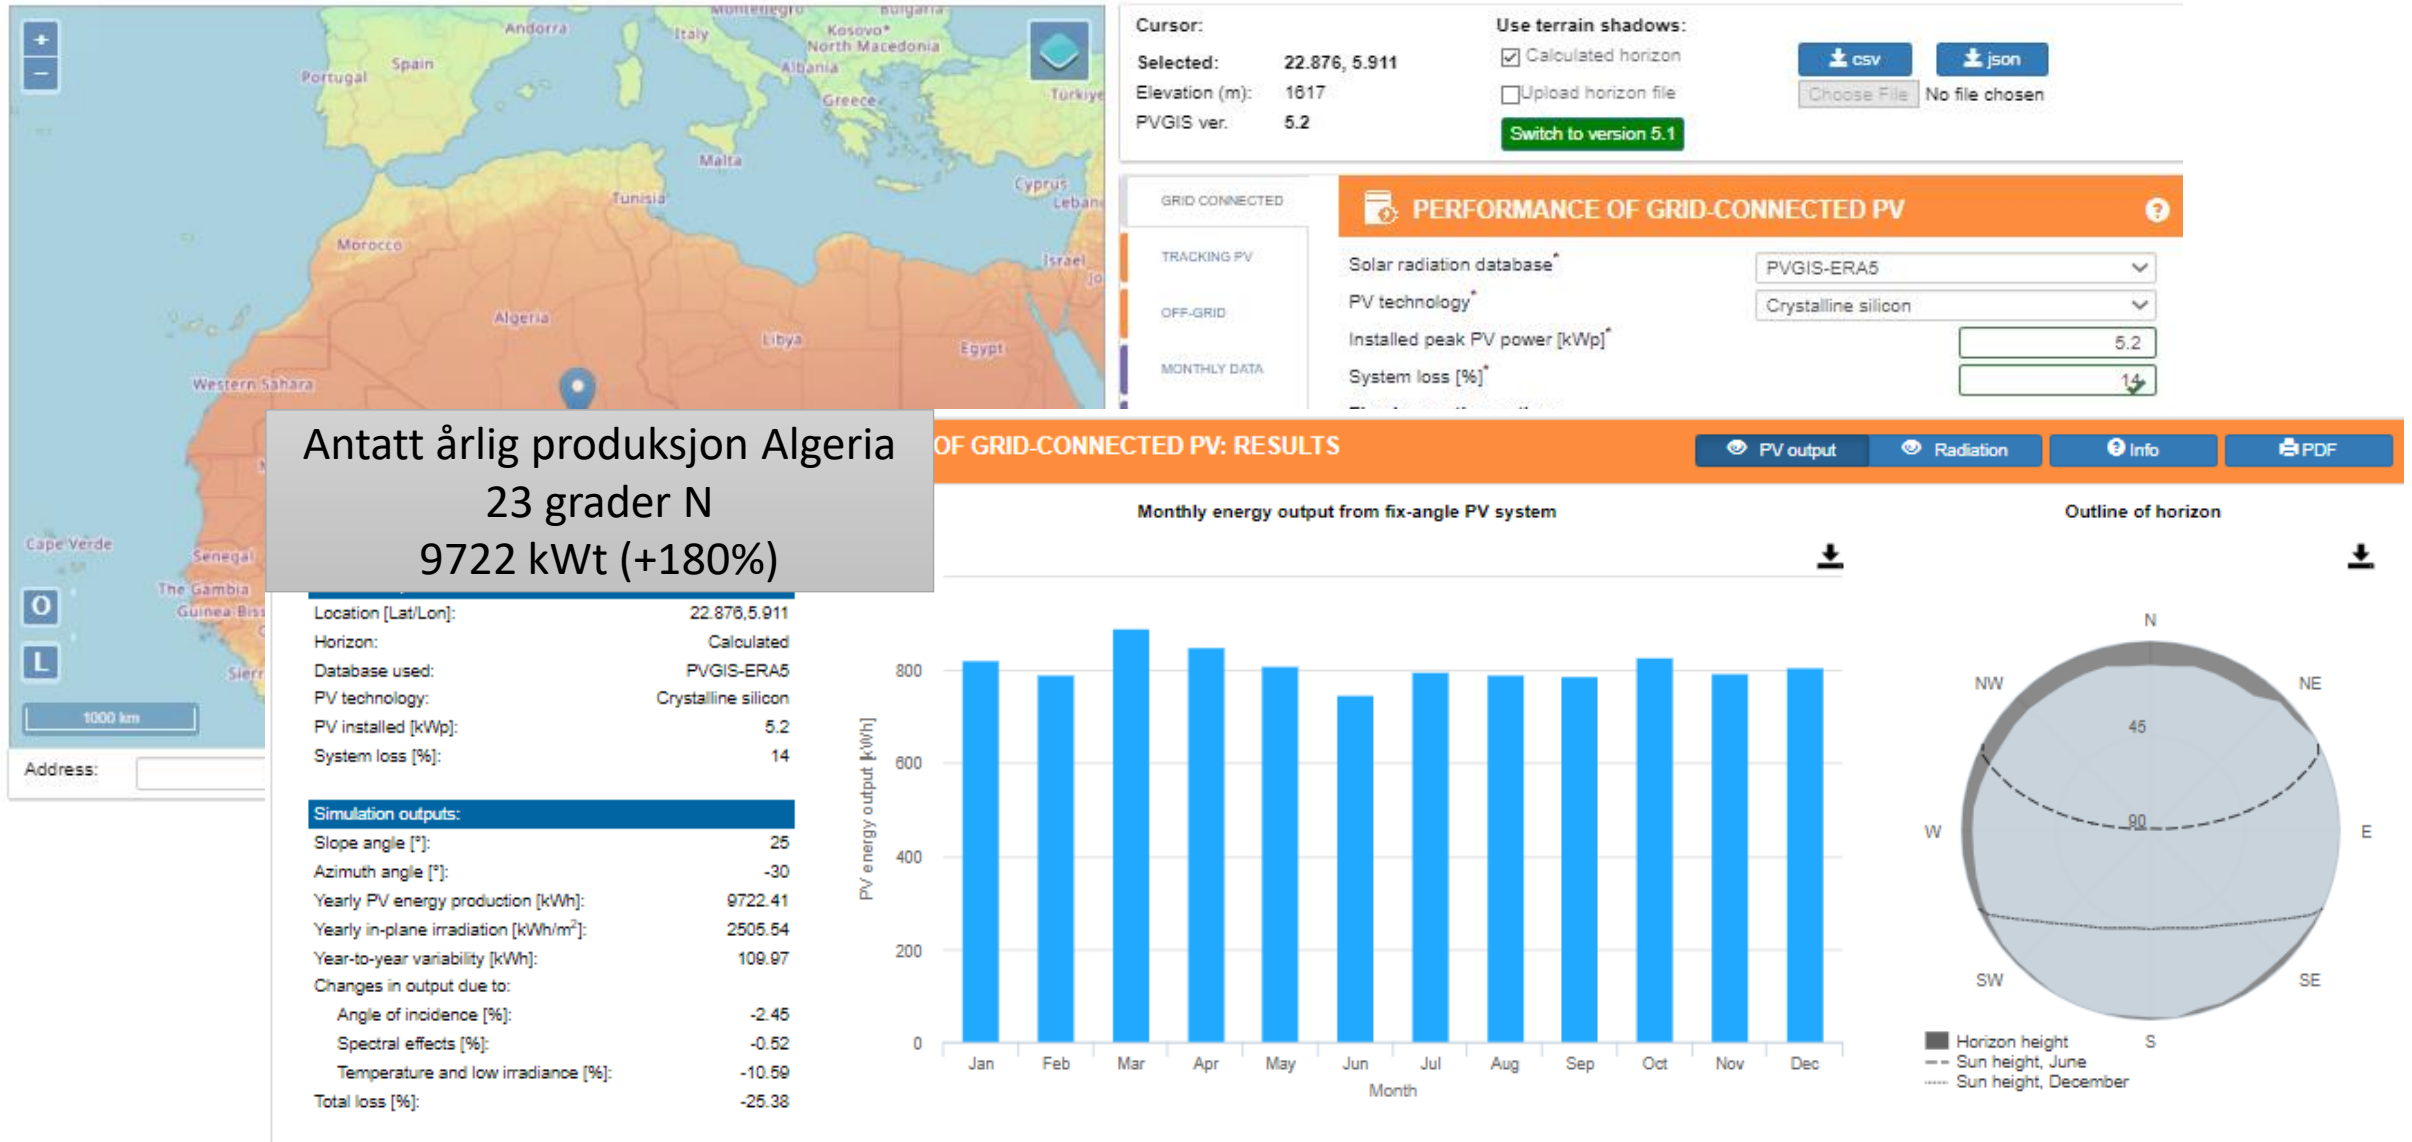 +
−
Montenegro
Bulgaria
Andorra
Italy
Kosovo*
North Macedonia
Spain
Portugal
Albania
Greece
Türkiye
Malta
Cyprus
Tunisia
Morocco
Israel
Algeria
Libya
Egypt
Western Sahara
Cape Verde
Senegal
The Gambia
O
L
1000 km
Address:
Cursor:
Selected: 22.876, 5.911
Elevation (m): 1617
PVGIS ver. 5.2
Use terrain shadows:
Calculated horizon
Upload horizon file
Switch to version 5.1
csv json
Choose File No file chosen
GRID CONNECTED
TRACKING PV
OFF-GRID
MONTHLY DATA
PERFORMANCE OF GRID-CONNECTED PV ?
Solar radiation database* PVGIS-ERA5
PV technology* Crystalline silicon
Installed peak PV power [kWp]* 5.2
System loss [%]* 14
Antatt årlig produksjon Algeria
23 grader N
9722 kWt (+180%)
OF GRID-CONNECTED PV: RESULTS
PV output Radiation Info PDF
Location [Lat/Lon]: 22.876,5.911
Horizon: Calculated
Database used: PVGIS-ERA5
PV technology: Crystalline silicon
PV installed [kWp]: 5.2
System loss [%]: 14
Simulation outputs:
Slope angle [°]: 25
Azimuth angle [°]: -30
Yearly PV energy production [kWh]: 9722.41
Yearly in-plane irradiation [kWh/m²]: 2505.54
Year-to-year variability [kWh]: 109.97
Changes in output due to:
Angle of incidence [%]: -2.45
Spectral effects [%]: -0.52
Temperature and low irradiance [%]: -10.59
Total loss [%]: -25.38
Monthly energy output from fix-angle PV system
PV energy output [kWh]
800
600
400
200
0
Jan Feb Mar Apr May Jun Jul Aug Sep Oct Nov Dec
Month
Outline of horizon
N
NW NE
45
W 90 E
SW SE
S
Horizon height
Sun height, June
Sun height, December